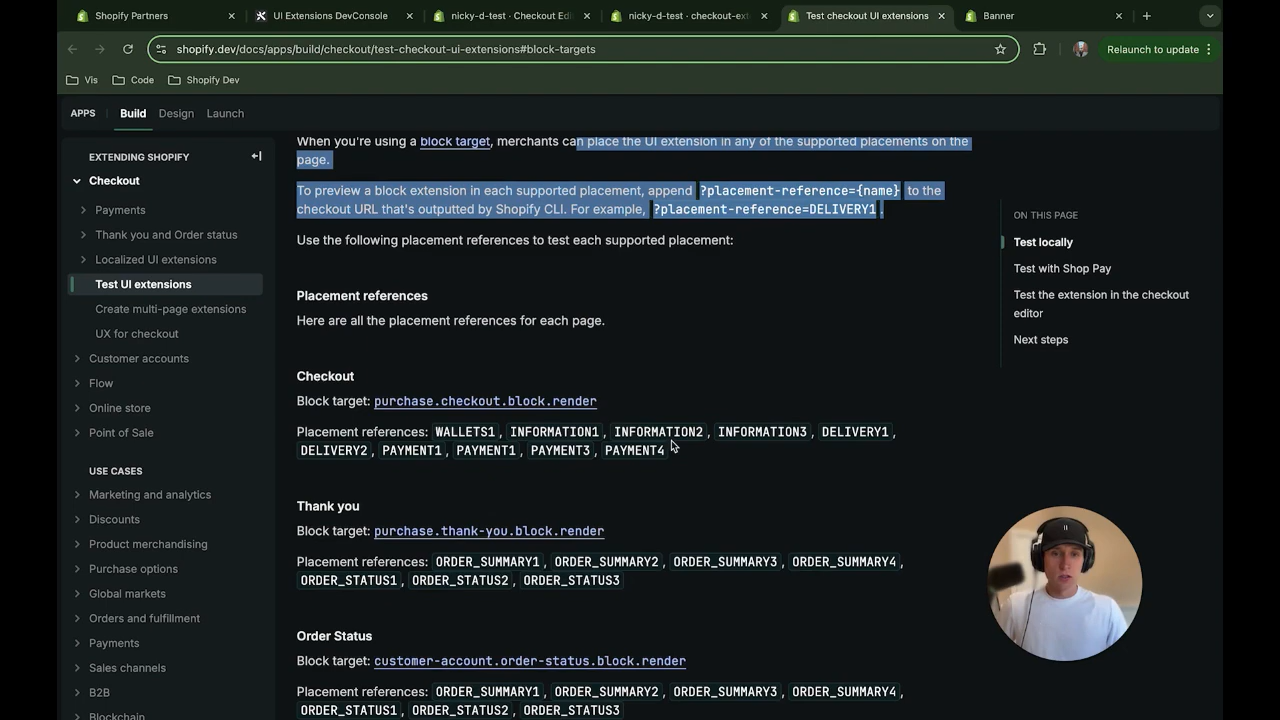 Shopify Partners
UI Extensions DevConsole
nicky-d-test · Checkout Edi
nicky-d-test · checkout-ext
Test checkout UI extensions
Banner
shopify.dev/docs/apps/build/checkout/test-checkout-ui-extensions#block-targets
Relaunch to update
Vis
Code
Shopify Dev
APPS
Build
Design
Launch
EXTENDING SHOPIFY
Checkout
Payments
Thank you and Order status
Localized UI extensions
Test UI extensions
Create multi-page extensions
UX for checkout
Customer accounts
Flow
Online store
Point of Sale
USE CASES
Marketing and analytics
Discounts
Product merchandising
Purchase options
Global markets
Orders and fulfillment
Payments
Sales channels
B2B
Blockchain
When you're using a block target, merchants can place the UI extension in any of the supported placements on the
page.
To preview a block extension in each supported placement, append ?placement-reference={name} to the
checkout URL that's outputted by Shopify CLI. For example, ?placement-reference=DELIVERY1.
Use the following placement references to test each supported placement:
Placement references
Here are all the placement references for each page.
Checkout
Block target: purchase.checkout.block.render
Placement references: WALLETS1, INFORMATION1, INFORMATION2, INFORMATION3, DELIVERY1,
DELIVERY2, PAYMENT1, PAYMENT1, PAYMENT3, PAYMENT4
Thank you
Block target: purchase.thank-you.block.render
Placement references: ORDER_SUMMARY1, ORDER_SUMMARY2, ORDER_SUMMARY3, ORDER_SUMMARY4,
ORDER_STATUS1, ORDER_STATUS2, ORDER_STATUS3
Order Status
Block target: customer-account.order-status.block.render
Placement references: ORDER_SUMMARY1, ORDER_SUMMARY2, ORDER_SUMMARY3, ORDER_SUMMARY4,
ORDER_STATUS1, ORDER_STATUS2, ORDER_STATUS3
ON THIS PAGE
Test locally
Test with Shop Pay
Test the extension in the checkout
editor
Next steps